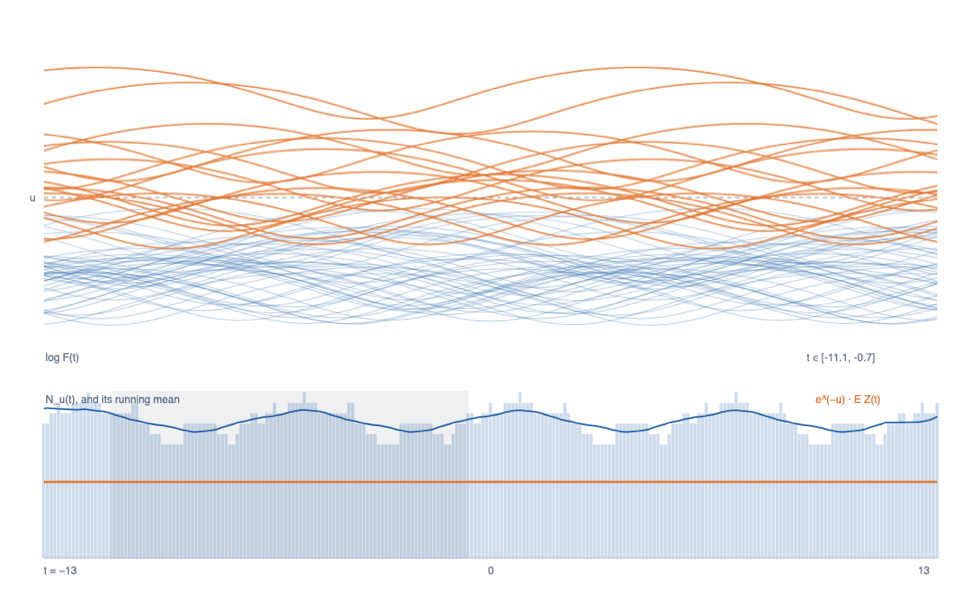 u
log F(t)
t ∈ [-11.1, -0.7]
N_u(t), and its running mean
e^(−u) · E Z(t)
t = −13
0
13